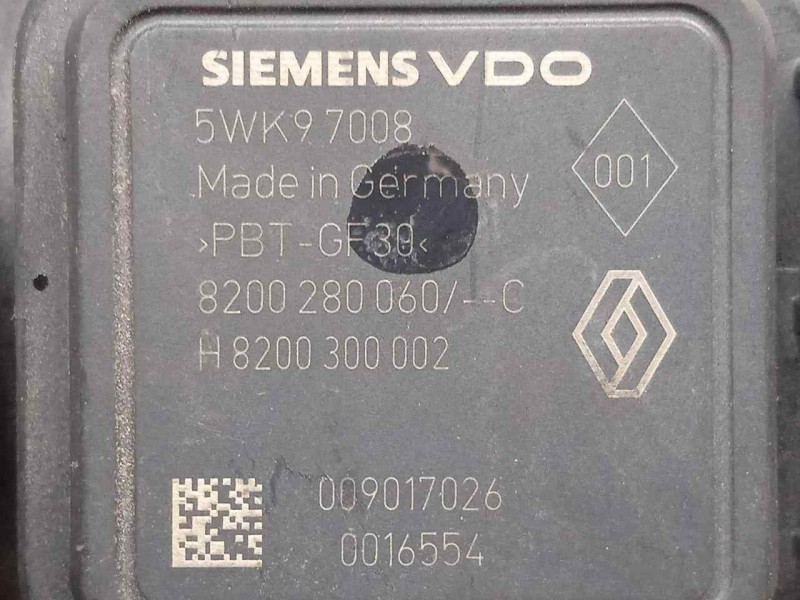 SIEMENS VDO
5WK9 7008
001
Made in Germany
>PBT-GF30<
8200 280 060/--C
H 8200 300 002
009017026
0016554